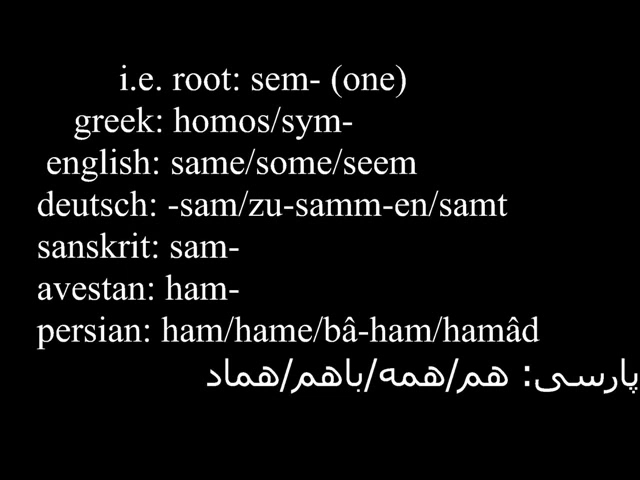 i.e. root: sem- (one)
greek: homos/sym-
english: same/some/seem
deutsch: -sam/zu-samm-en/samt
sanskrit: sam-
avestan: ham-
persian: ham/hame/bâ-ham/hamâd
پارسی: هم/همه/باهم/هماد